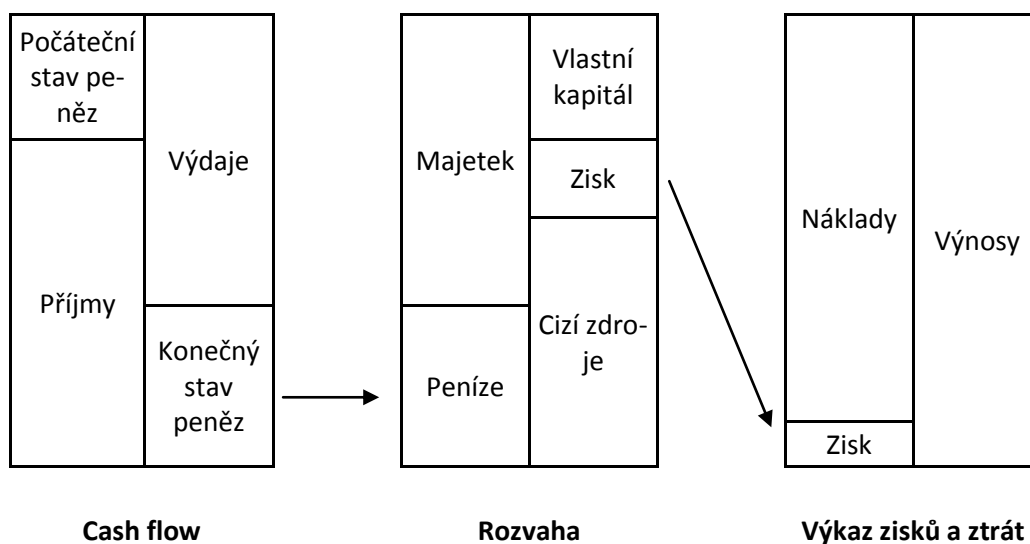 Počáteční
stav pe-
něz
Výdaje
Příjmy
Konečný
stav
peněz
Cash flow
Vlastní
kapitál
Majetek
Zisk
Cizí zdro-
je
Peníze
Rozvaha
Náklady
Výnosy
Zisk
Výkaz zisků a ztrát